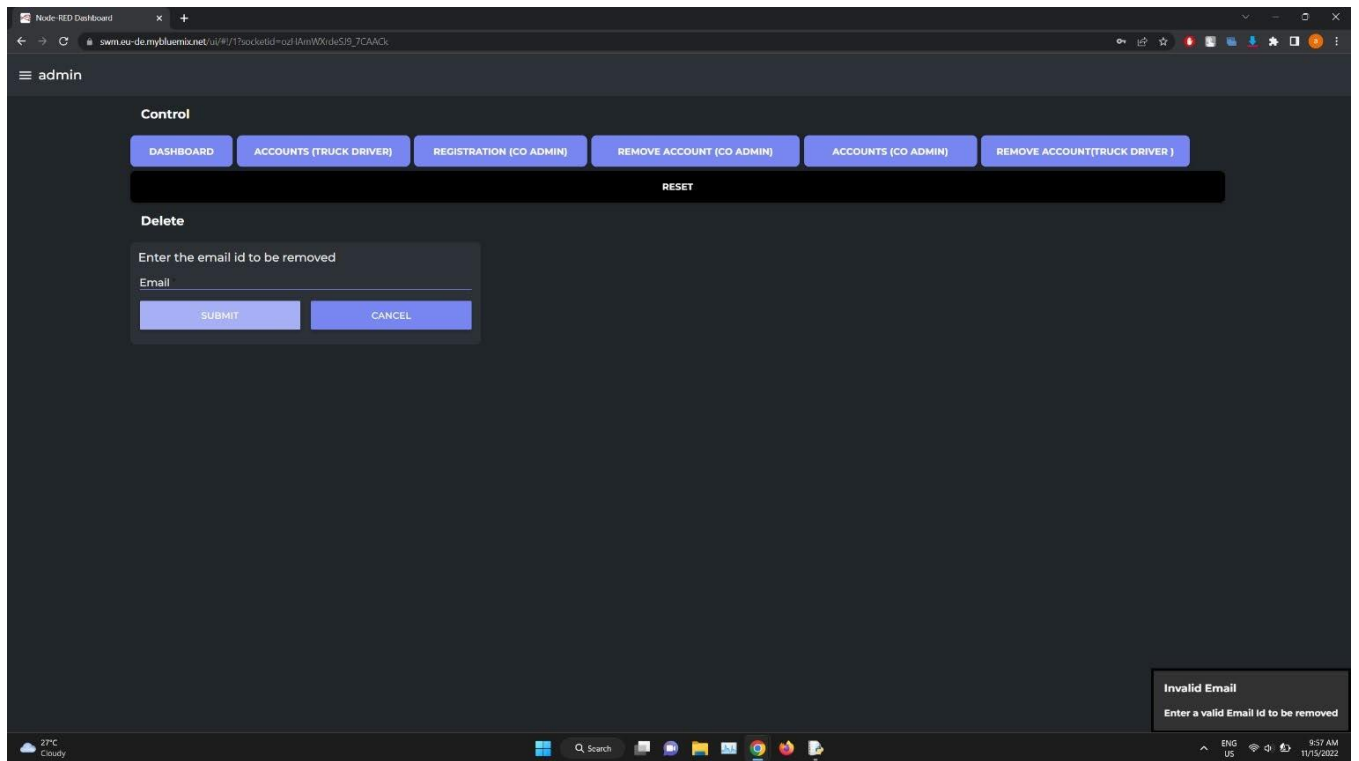 Node-RED Dashboard
swm.eu-de.mybluemix.net/ui/#!/1?socketid=
admin
Control
DASHBOARD ACCOUNTS (TRUCK DRIVER) REGISTRATION (CO ADMIN) REMOVE ACCOUNT (CO ADMIN) ACCOUNTS (CO ADMIN) REMOVE ACCOUNT(TRUCK DRIVER )
RESET
Delete
Enter the email id to be removed
Email
SUBMIT CANCEL
Invalid Email
Enter a valid Email Id to be removed
27°C
Cloudy
Search
ENG
US
9:57 AM
11/15/2022